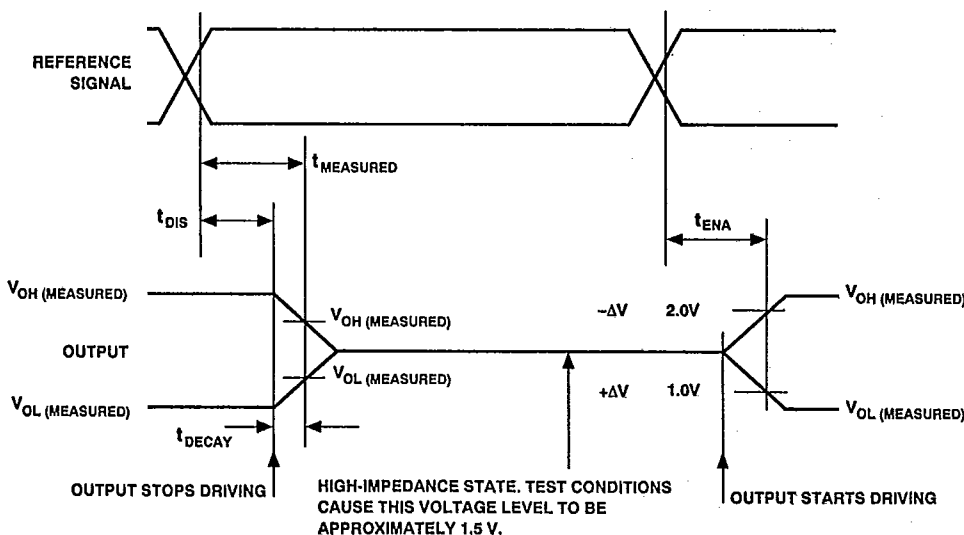 REFERENCE
SIGNAL
tMEASURED
tDIS
tENA
VOH (MEASURED)
VOH (MEASURED)
–ΔV 2.0V
VOH (MEASURED)
OUTPUT
VOL (MEASURED)
+ΔV 1.0V
VOL (MEASURED)
VOL (MEASURED)
tDECAY
OUTPUT STOPS DRIVING
HIGH-IMPEDANCE STATE. TEST CONDITIONS
CAUSE THIS VOLTAGE LEVEL TO BE
APPROXIMATELY 1.5 V.
OUTPUT STARTS DRIVING